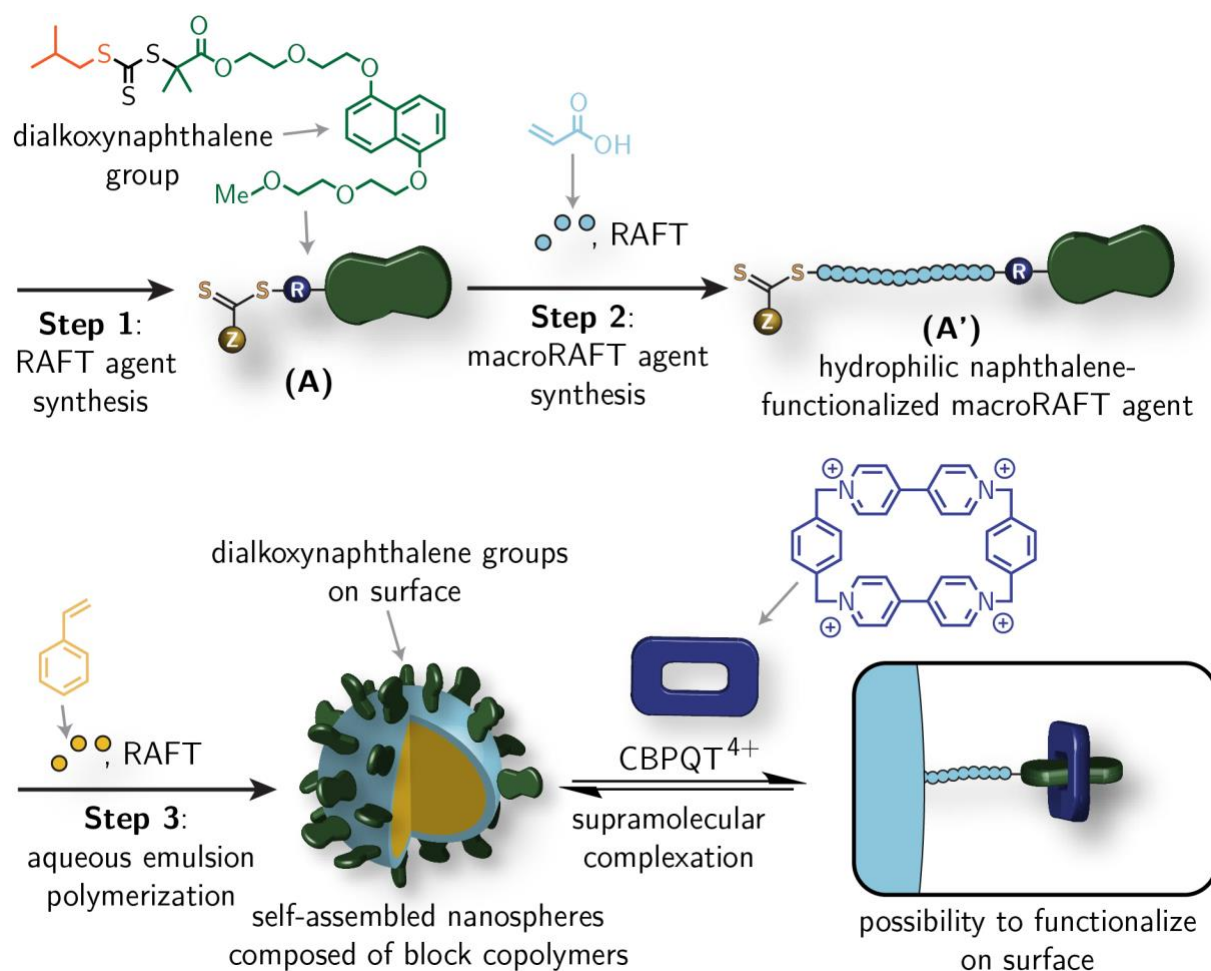 S
S
O
O
O
O
S
dialkoxynaphthalene
group
Me
O
O
O
O
OH
, RAFT
S
S
R
Z
(A)
Step 1:
RAFT agent
synthesis
Step 2:
macroRAFT agent
synthesis
S
S
R
Z
(A')
hydrophilic naphthalene-
functionalized macroRAFT agent
dialkoxynaphthalene groups
on surface
, RAFT
Step 3:
aqueous emulsion
polymerization
self-assembled nanospheres
composed of block copolymers
+
+
N
N
N
N
+
+
CBPQT4+
supramolecular
complexation
possibility to functionalize
on surface